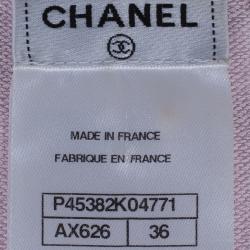 CHANEL
MADE IN FRANCE
FABRIQUE EN FRANCE
P45382K04771
AX626 36